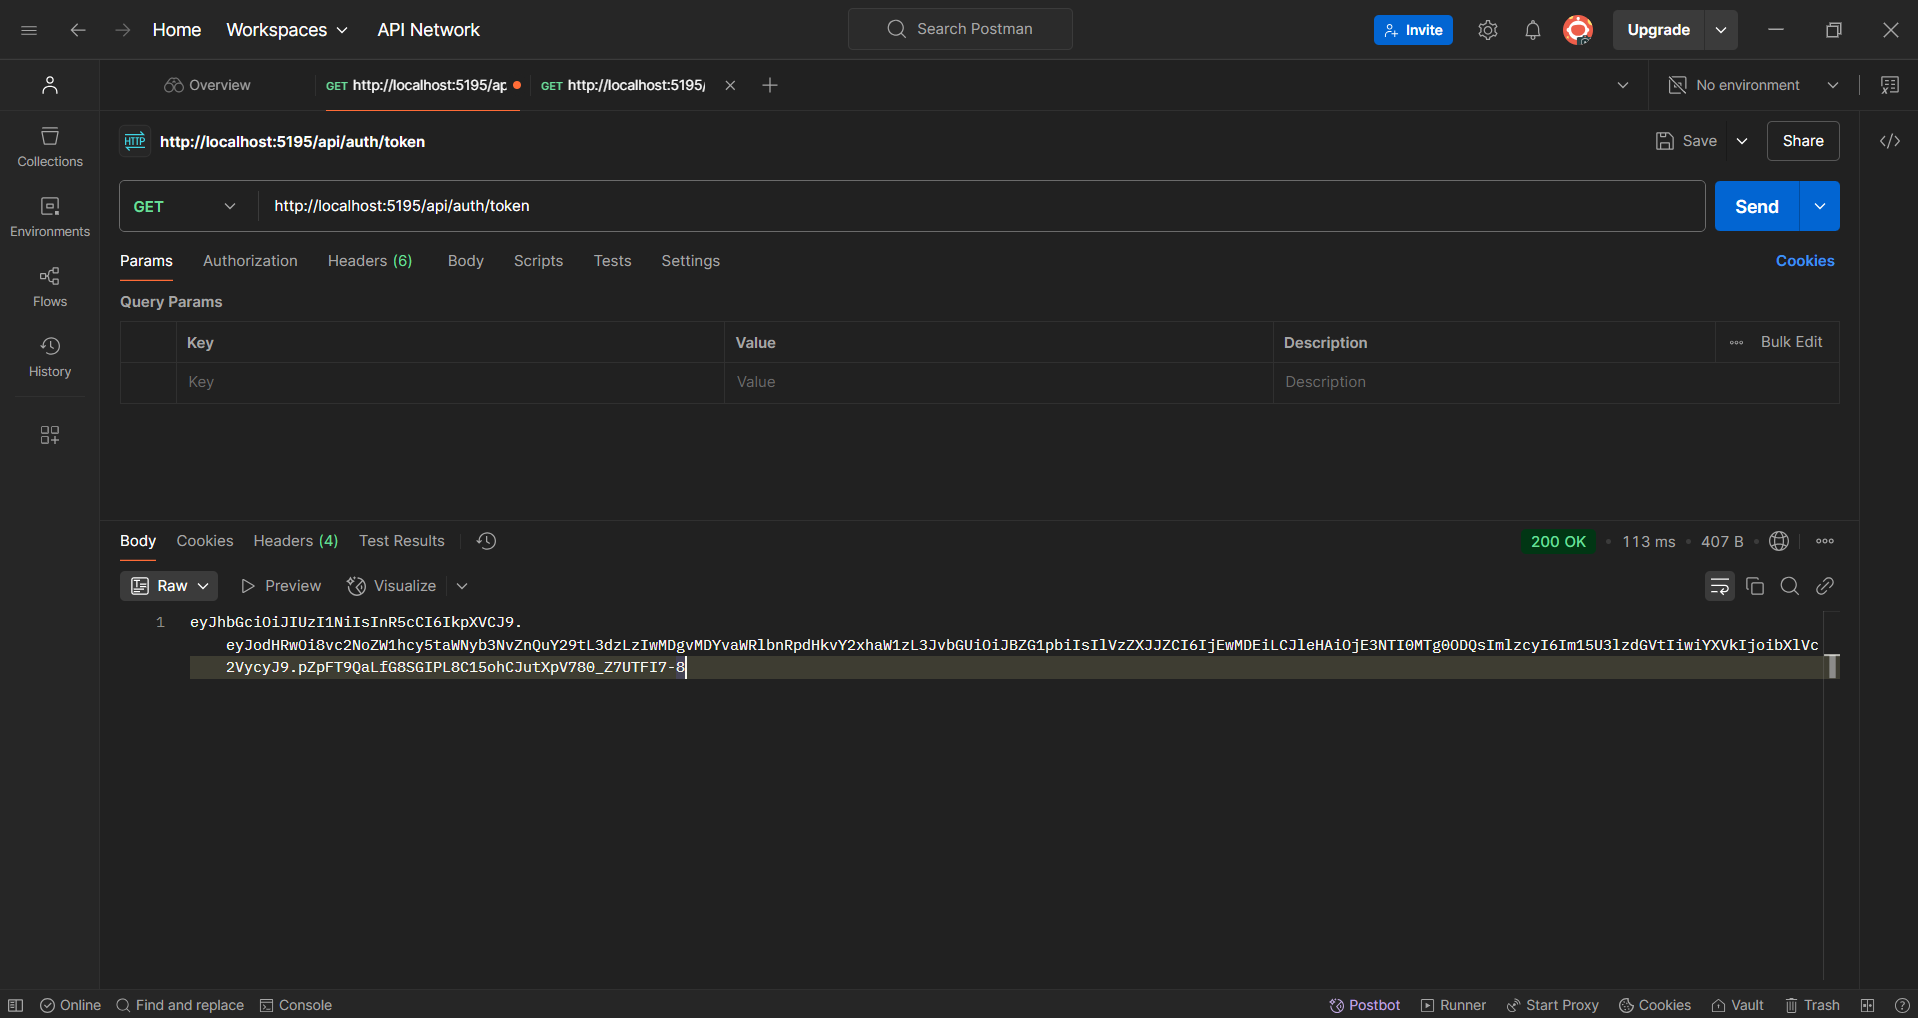 Home
Workspaces
API Network
Search Postman
Invite
Upgrade
Overview
GET http://localhost:5195/ap
GET http://localhost:5195/
No environment
HTTP
http://localhost:5195/api/auth/token
Save
Share
Collections
Environments
Flows
History
GET
http://localhost:5195/api/auth/token
Send
Params
Authorization
Headers (6)
Body
Scripts
Tests
Settings
Cookies
Query Params
Key
Value
Description
Bulk Edit
Key
Value
Description
Body
Cookies
Headers (4)
Test Results
200 OK
113 ms
407 B
Raw
Preview
Visualize
1
eyJhbGciOiJIUzI1NiIsInR5cCI6IkpXVCJ9.
eyJodHRwOi8vc2NoZW1hcy5taWNyb3NvZnQuY29tL3dzLzIwMDgvMDYvaWRlbnRpdHkvY2xhaW1zL3JvbGUiOiJBZG1pbiIsIlVzZXJJZCI6IjEwMDEiLCJleHAiOjE3NTI0MTg0ODQsImlzcyI6Im15U3lzdGVtIiwiYXVkIjoibXlVc
2VycyJ9.pZpFT9QaLfG8SGIPL8C15ohCJutXpV780_Z7UTFI7-8
Online
Find and replace
Console
Postbot
Runner
Start Proxy
Cookies
Vault
Trash